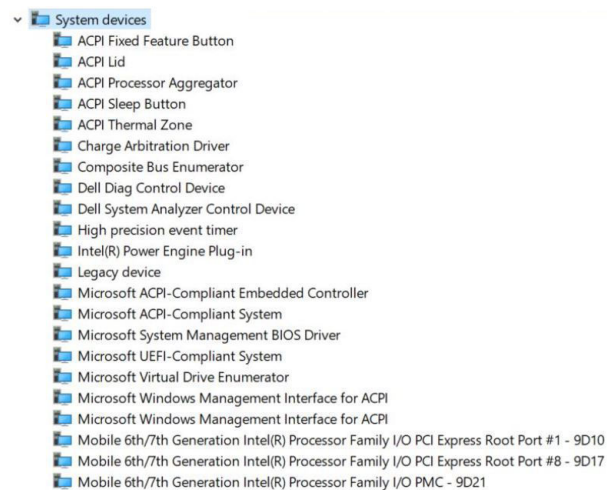 System devices
ACPI Fixed Feature Button
ACPI Lid
ACPI Processor Aggregator
ACPI Sleep Button
ACPI Thermal Zone
Charge Arbitration Driver
Composite Bus Enumerator
Dell Diag Control Device
Dell System Analyzer Control Device
High precision event timer
Intel(R) Power Engine Plug-in
Legacy device
Microsoft ACPI-Compliant Embedded Controller
Microsoft ACPI-Compliant System
Microsoft System Management BIOS Driver
Microsoft UEFI-Compliant System
Microsoft Virtual Drive Enumerator
Microsoft Windows Management Interface for ACPI
Microsoft Windows Management Interface for ACPI
Mobile 6th/7th Generation Intel(R) Processor Family I/O PCI Express Root Port #1 - 9D10
Mobile 6th/7th Generation Intel(R) Processor Family I/O PCI Express Root Port #8 - 9D17
Mobile 6th/7th Generation Intel(R) Processor Family I/O PMC - 9D21